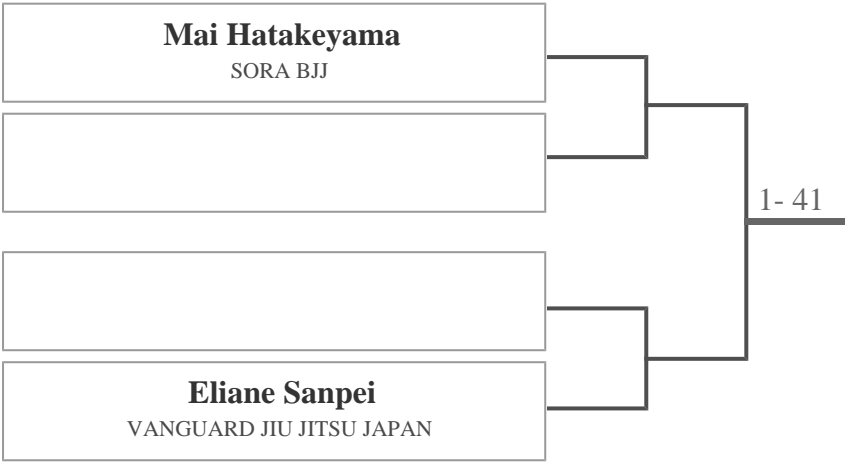 Mai Hatakeyama
SORA BJJ
1- 41
Eliane Sanpei
VANGUARD JIU JITSU JAPAN